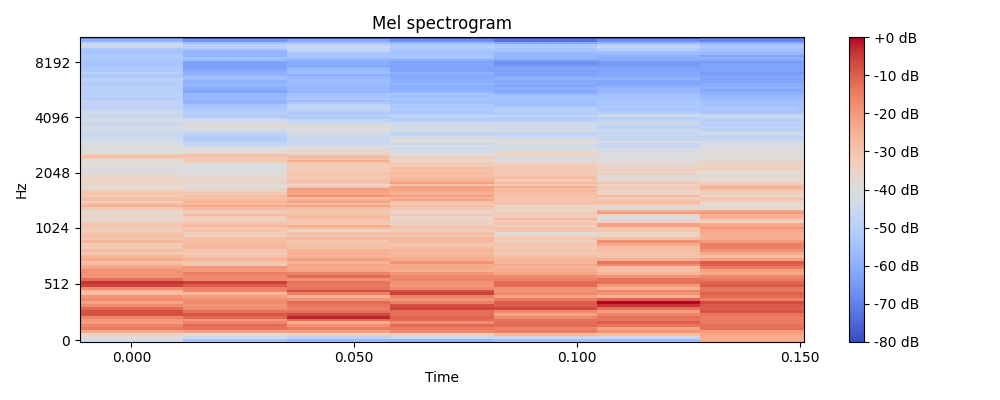 Mel spectrogram
Hz
8192
4096
2048
1024
512
0
0.000 0.050 0.100 0.150
Time
+0 dB
-10 dB
-20 dB
-30 dB
-40 dB
-50 dB
-60 dB
-70 dB
-80 dB